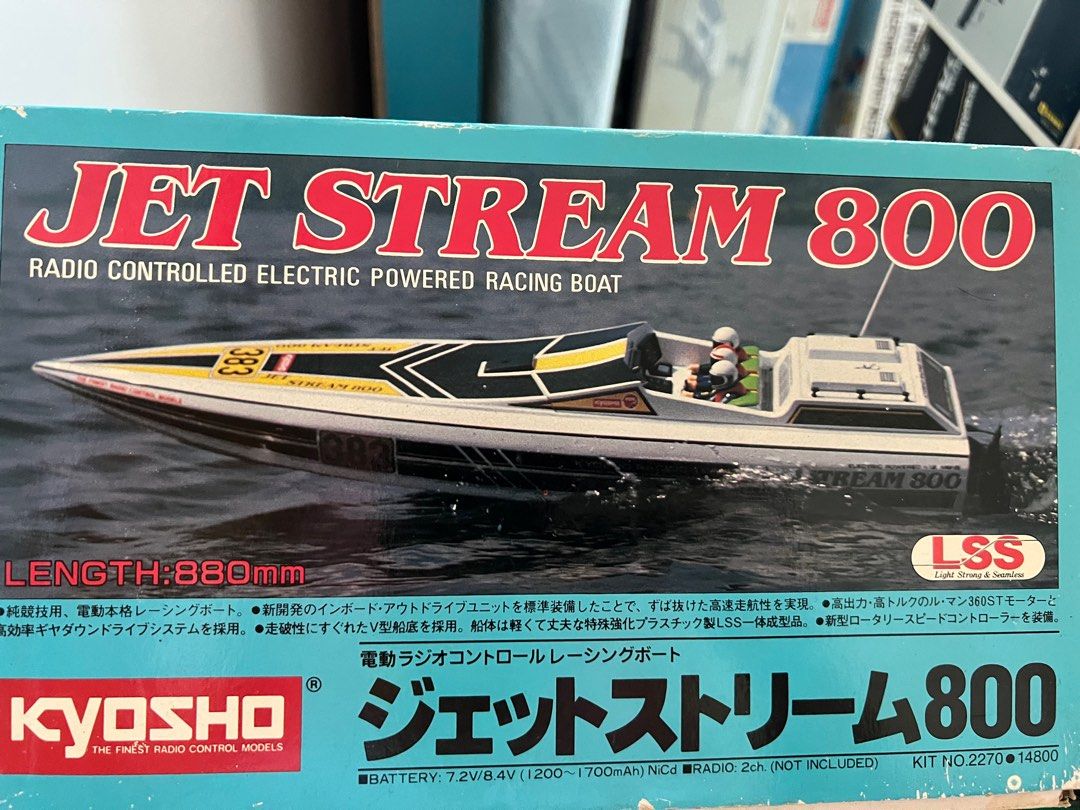 JET STREAM 800
RADIO CONTROLLED ELECTRIC POWERED RACING BOAT
383
JET STREAM 800
JET STREAM 800
383
STREAM 800
LSS
Light Strong & Seamless
LENGTH:880mm
●純競技用、電動本格レーシングボート。●新開発のインボード・アウトドライブユニットを標準装備したことで、ずば抜けた高速走航性を実現。●高出力・高トルクのル・マン360STモーターと
高効率ギヤダウンドライブシステムを採用。●走破性にすぐれたV型船底を採用。船体は軽くて丈夫な特殊強化プラスチック製LSS一体成型品。●新型ロータリースピードコントローラーを装備。
電動ラジオコントロールレーシングボート
KYOSHO®
THE FINEST RADIO CONTROL MODELS
ジェットストリーム800
KIT NO.2270●14800
■BATTERY: 7.2V/8.4V (1200〜1700mAh) NiCd ■RADIO: 2ch. (NOT INCLUDED)